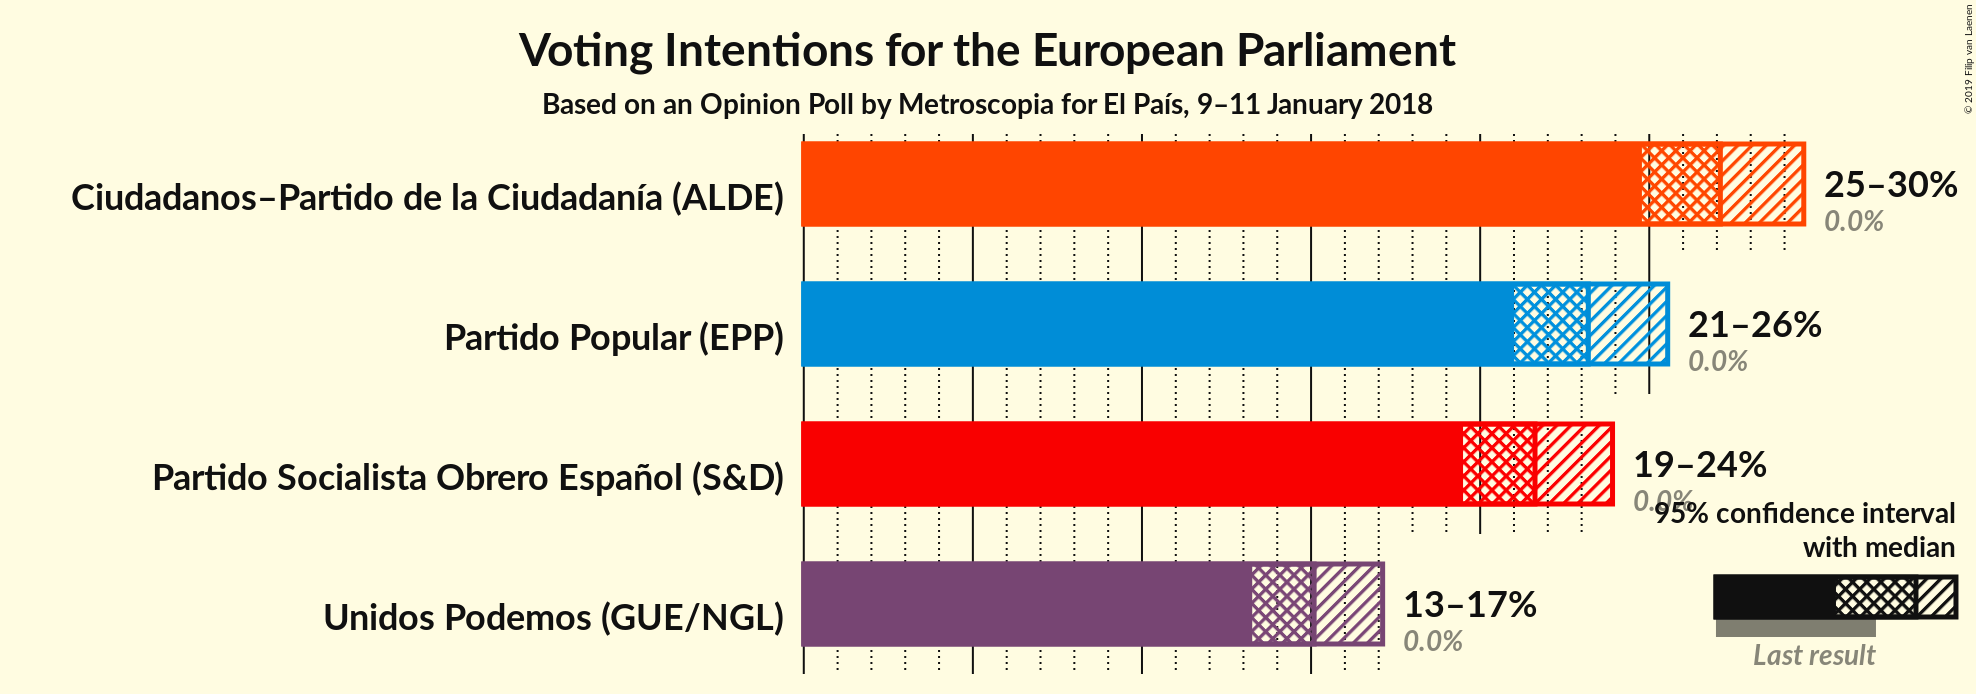 Voting Intentions for the European Parliament
Based on an Opinion Poll by Metroscopia for El País, 9–11 January 2018
© 2019 Filip van Laenen
Ciudadanos–Partido de la Ciudadanía (ALDE)
25–30%
0.0%
Partido Popular (EPP)
21–26%
0.0%
Partido Socialista Obrero Español (S&D)
19–24%
0.0%
Unidos Podemos (GUE/NGL)
13–17%
0.0%
95% confidence interval
with median
Last result